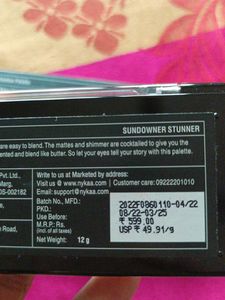 SUNDOWNER STUNNER
are easy to blend. The mattes and shimmer are cocktailed to give you the
ented and blend like butter. So let your eyes tell your story with this palette.
Pvt. Ltd.,
Marg,
0S-002182
Road,
Write to us or Marketed by address:
Visit us @ www.nykaa.com | Customer care: 09222201010
Email: support@nykaa.com
Batch No./MFG.:
PKD:
Use Before:
M.R.P. Rs:
(Incl. of all taxes)
Net Weight: 12 g
2022F0860110-04/22
08/22-03/25
₹ 599.00
USP ₹ 49.91/g